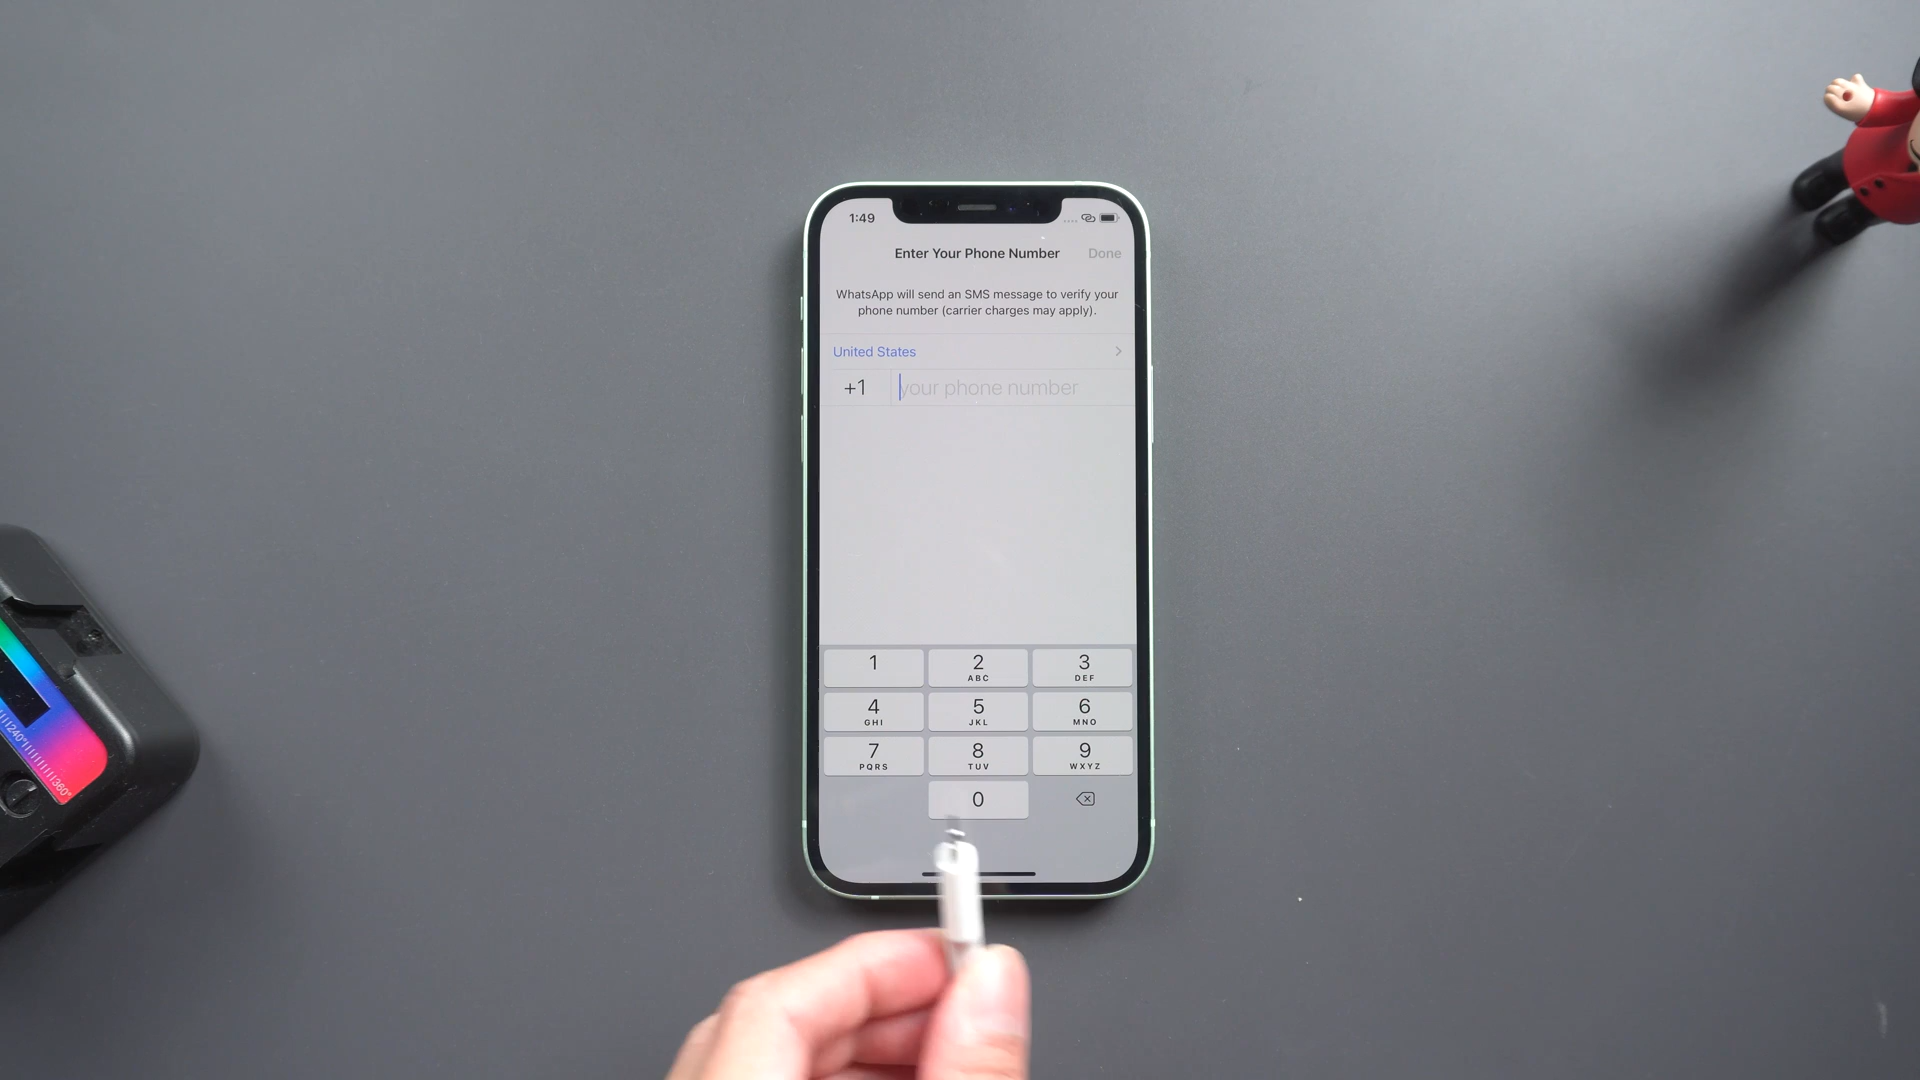 1:49
Enter Your Phone Number Done
WhatsApp will send an SMS message to verify your
phone number (carrier charges may apply).
United States
+1 your phone number
1 2 3
ABC DEF
4 5 6
GHI JKL MNO
7 8 9
PQRS TUV WXYZ
0
240°
360°